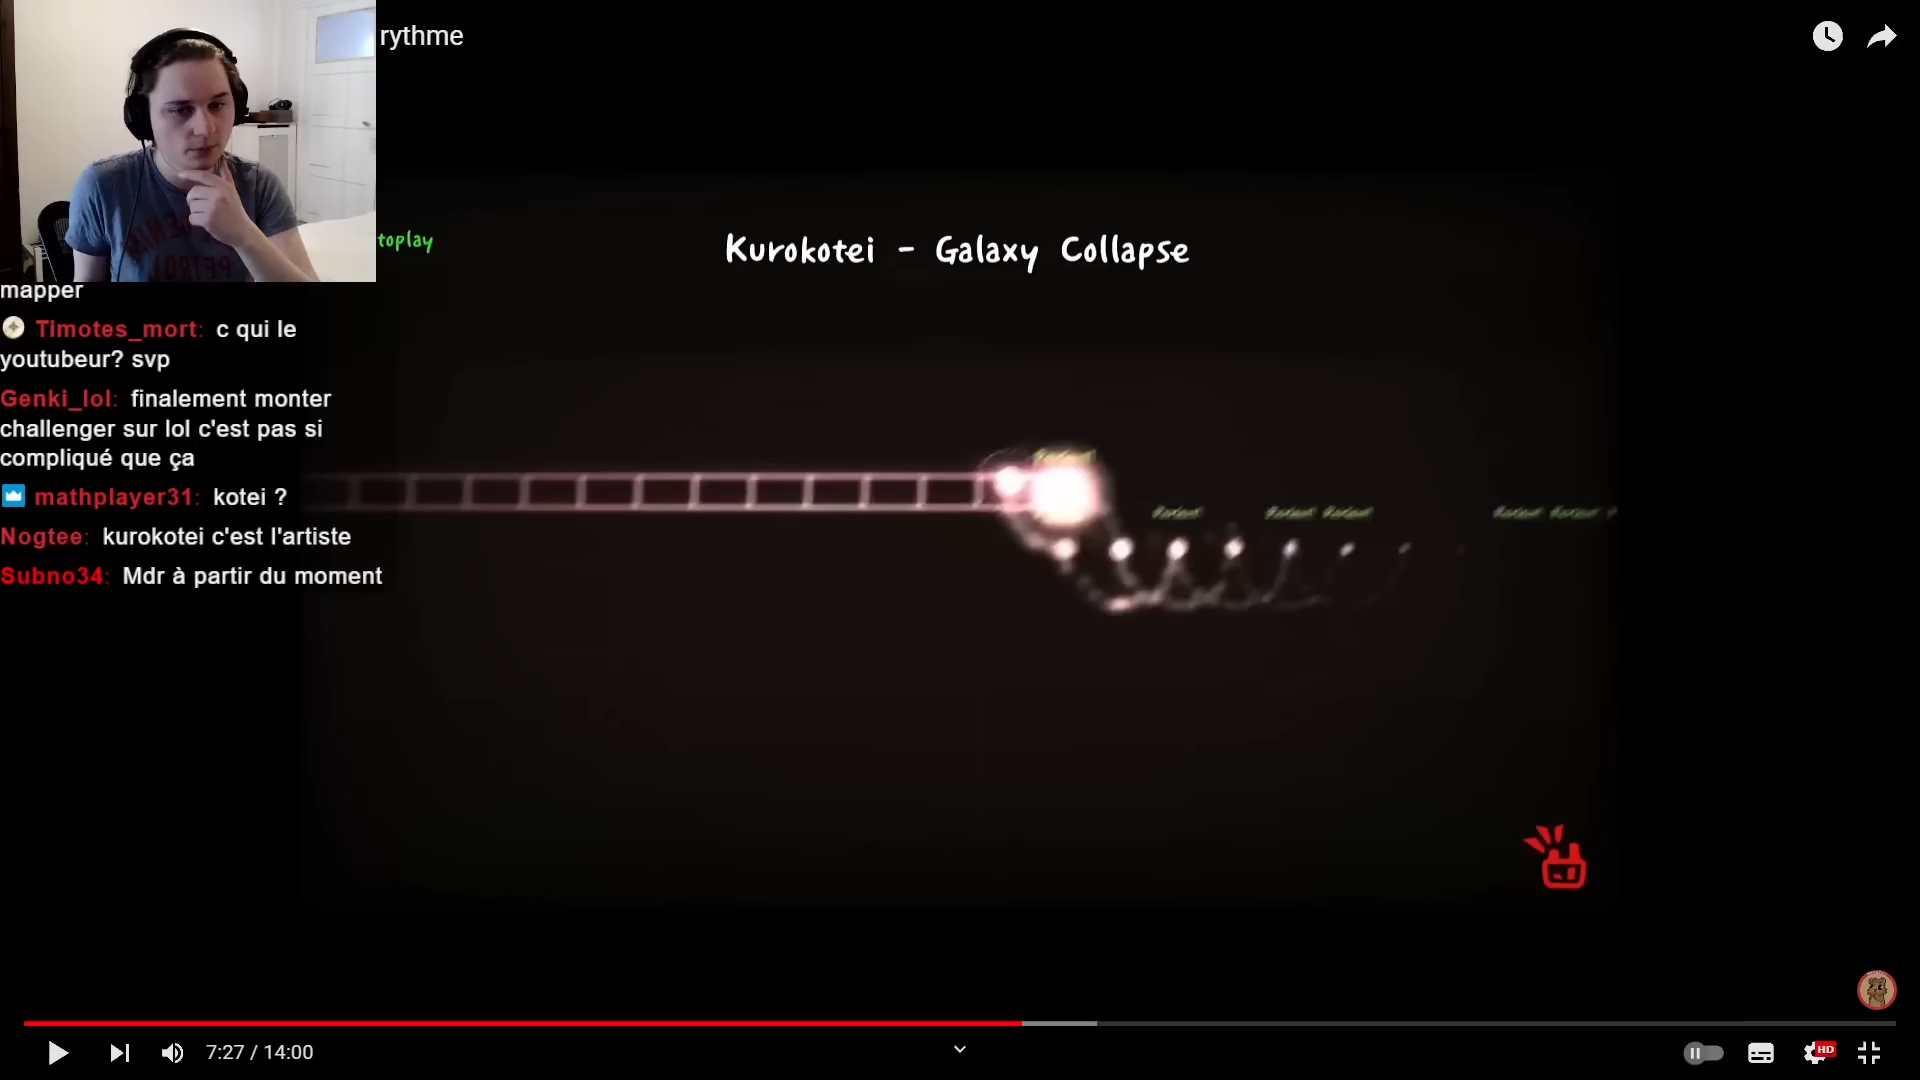 rythme
toplay
Kurokotei - Galaxy Collapse
mapper
Timotes_mort: c qui le
youtubeur? svp
Genki_lol: finalement monter
challenger sur lol c'est pas si
compliqué que ça
mathplayer31: kotei ?
Nogtee: kurokotei c'est l'artiste
Subno34: Mdr à partir du moment
7:27 / 14:00
HD